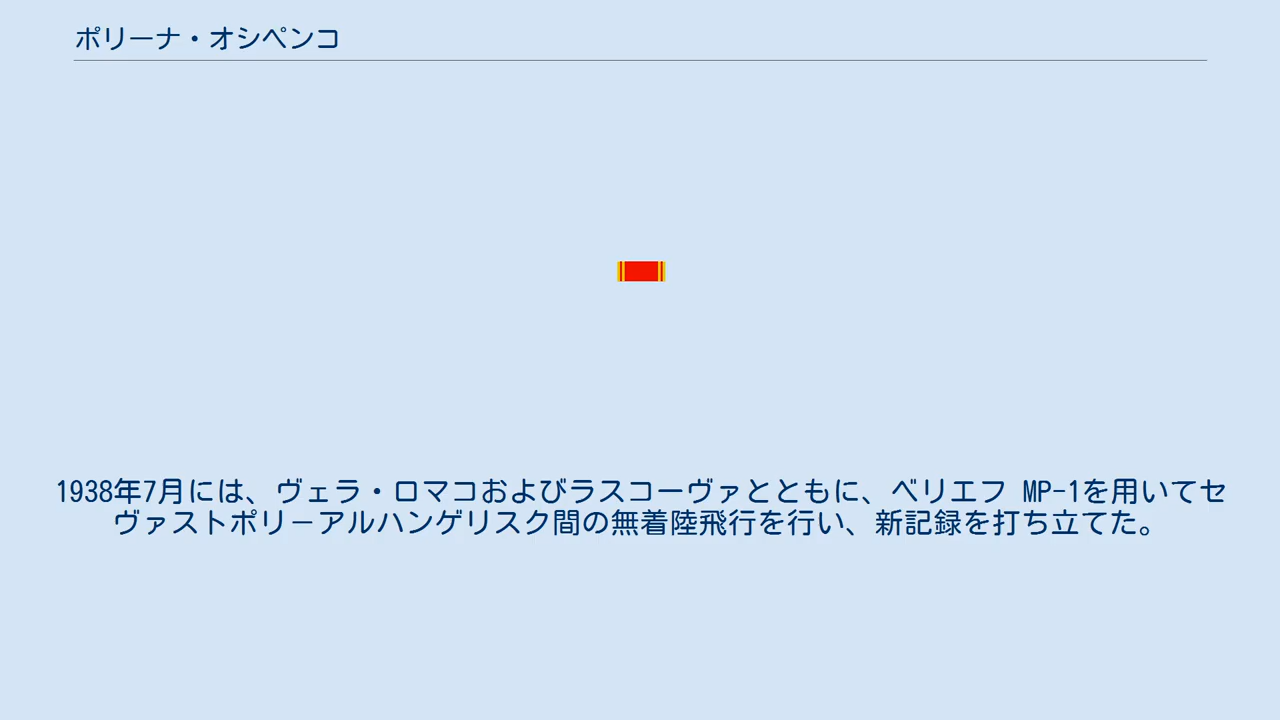 ポリーナ・オシペンコ
1938年7月には、ヴェラ・ロマコおよびラスコーヴァとともに、ベリエフ MP-1を用いてセ
ヴァストポリ－アルハンゲリスク間の無着陸飛行を行い、新記録を打ち立てた。